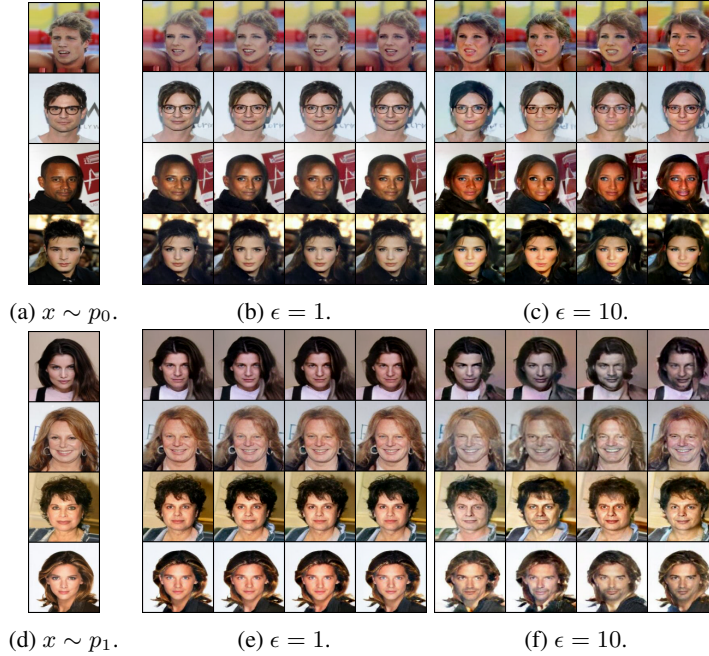 (a) x ∼ p₀.
(b) ϵ = 1.
(c) ϵ = 10.
(d) x ∼ p₁.
(e) ϵ = 1.
(f) ϵ = 10.